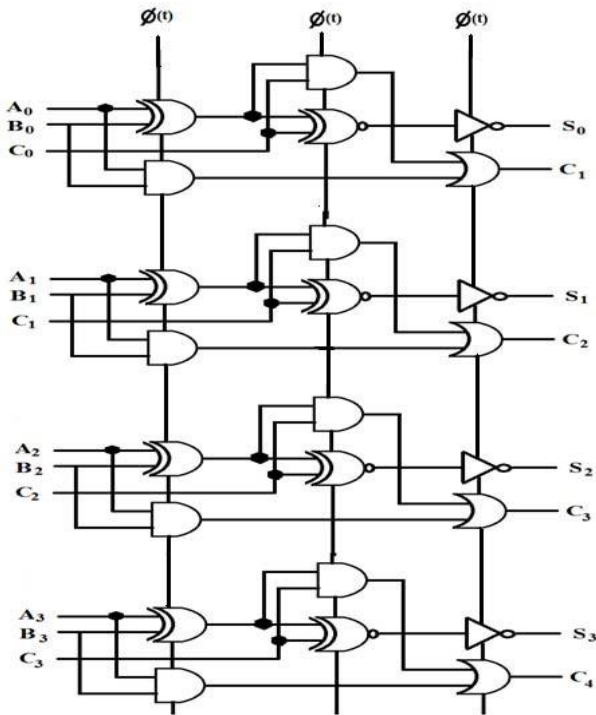 Ø(t) Ø(t) Ø(t)
A0
B0
C0
S0
C1
A1
B1
C1
S1
C2
A2
B2
C2
S2
C3
A3
B3
C3
S3
C4